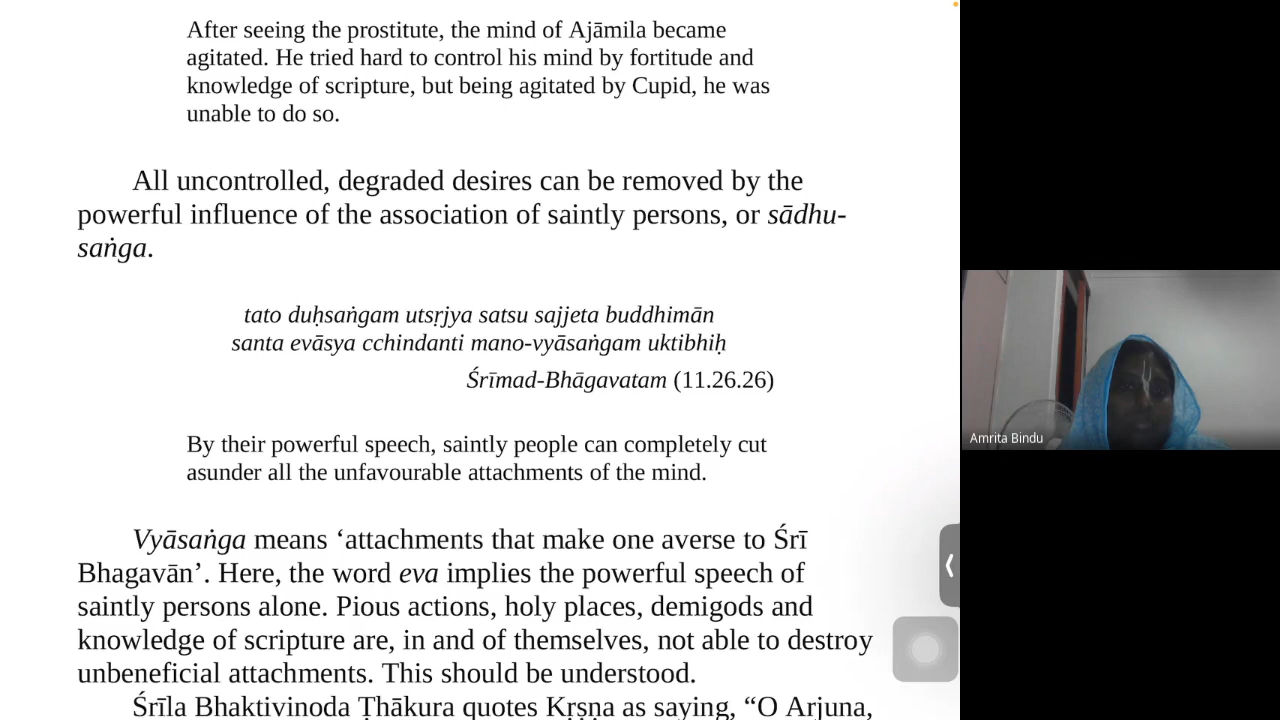 After seeing the prostitute, the mind of Ajāmila became
agitated. He tried hard to control his mind by fortitude and
knowledge of scripture, but being agitated by Cupid, he was
unable to do so.
All uncontrolled, degraded desires can be removed by the
powerful influence of the association of saintly persons, or sādhu-
saṅga.
tato duḥsaṅgam utsṛjya satsu sajjeta buddhimān
santa evāsya cchindanti mano-vyāsaṅgam uktibhiḥ
Śrīmad-Bhāgavatam (11.26.26)
By their powerful speech, saintly people can completely cut
asunder all the unfavourable attachments of the mind.
Vyāsaṅga means ‘attachments that make one averse to Śrī
Bhagavān’. Here, the word eva implies the powerful speech of
saintly persons alone. Pious actions, holy places, demigods and
knowledge of scripture are, in and of themselves, not able to destroy
unbeneficial attachments. This should be understood.
Śrīla Bhaktivinoda Ṭhākura quotes Kṛṣṇa as saying, “O Arjuna,
Amrita Bindu